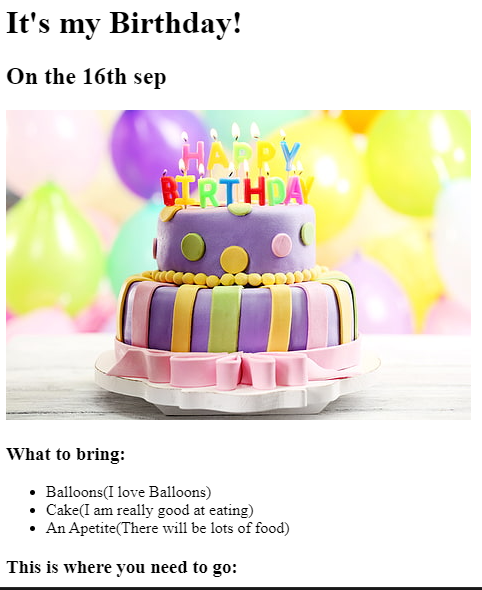 It's my Birthday!
On the 16th sep
HAPPY
BIRTHDAY
What to bring:
Balloons(I love Balloons)
Cake(I am really good at eating)
An Apetite(There will be lots of food)
This is where you need to go: